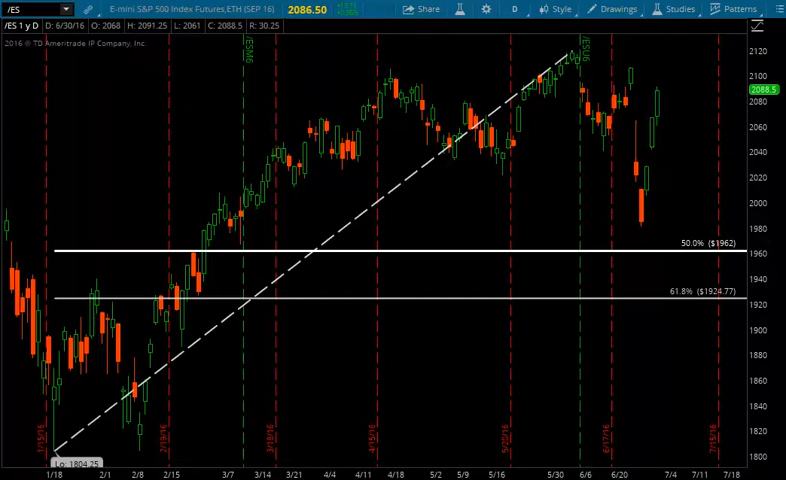 /ES
E-mini S&P 500 Index Futures,ETH (SEP 16)
2086.50
Share
D
Style
Drawings
Studies
Patterns
/ES 1 y D
D: 6/30/16
O: 2068
H: 2091.25
L: 2061
C: 2088.5
R: 30.25
2016 © TD Ameritrade IP Company, Inc.
/ESM6
/ESU6
2120
2100
2088.5
2080
2060
2040
2020
2000
1980
50.0% ($1962)
1960
1940
61.8% ($1924.77)
1920
1900
1880
1860
1840
1820
1800
1/15/16
2/19/16
3/18/16
4/15/16
5/20/16
6/17/16
7/15/16
Lo: 1804.25
1/18
2/1
2/8
2/15
3/7
3/14
3/21
4/4
4/11
4/18
5/2
5/9
5/16
5/30
6/6
6/20
7/4
7/11
7/18